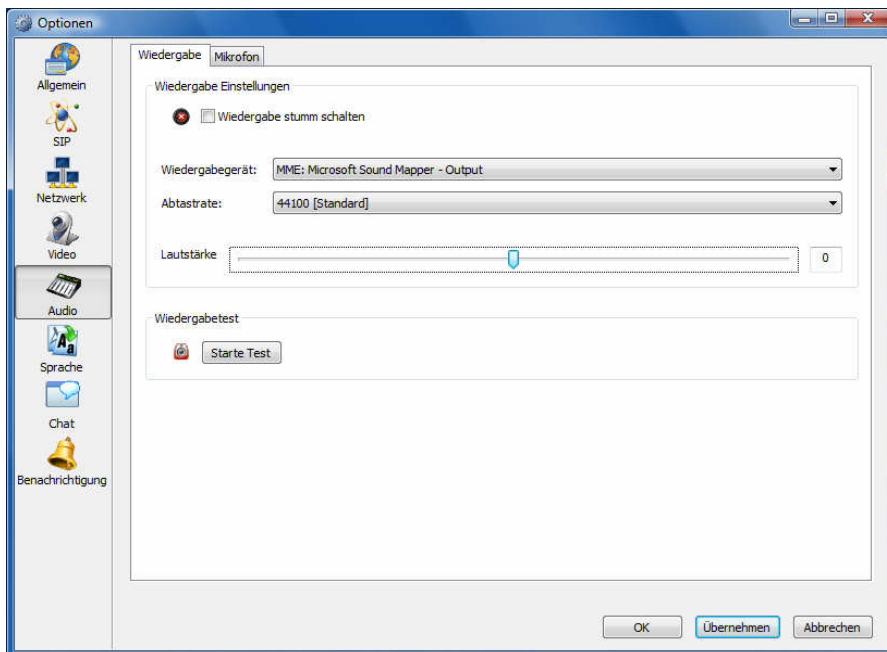 Optionen
Allgemein
SIP
Netzwerk
Video
Audio
Sprache
Chat
Benachrichtigung
Wiedergabe Mikrofon
Wiedergabe Einstellungen
Wiedergabe stumm schalten
Wiedergabegerät: MME: Microsoft Sound Mapper - Output
Abtastrate: 44100 [Standard]
Lautstärke 0
Wiedergabetest
Starte Test
OK Übernehmen Abbrechen